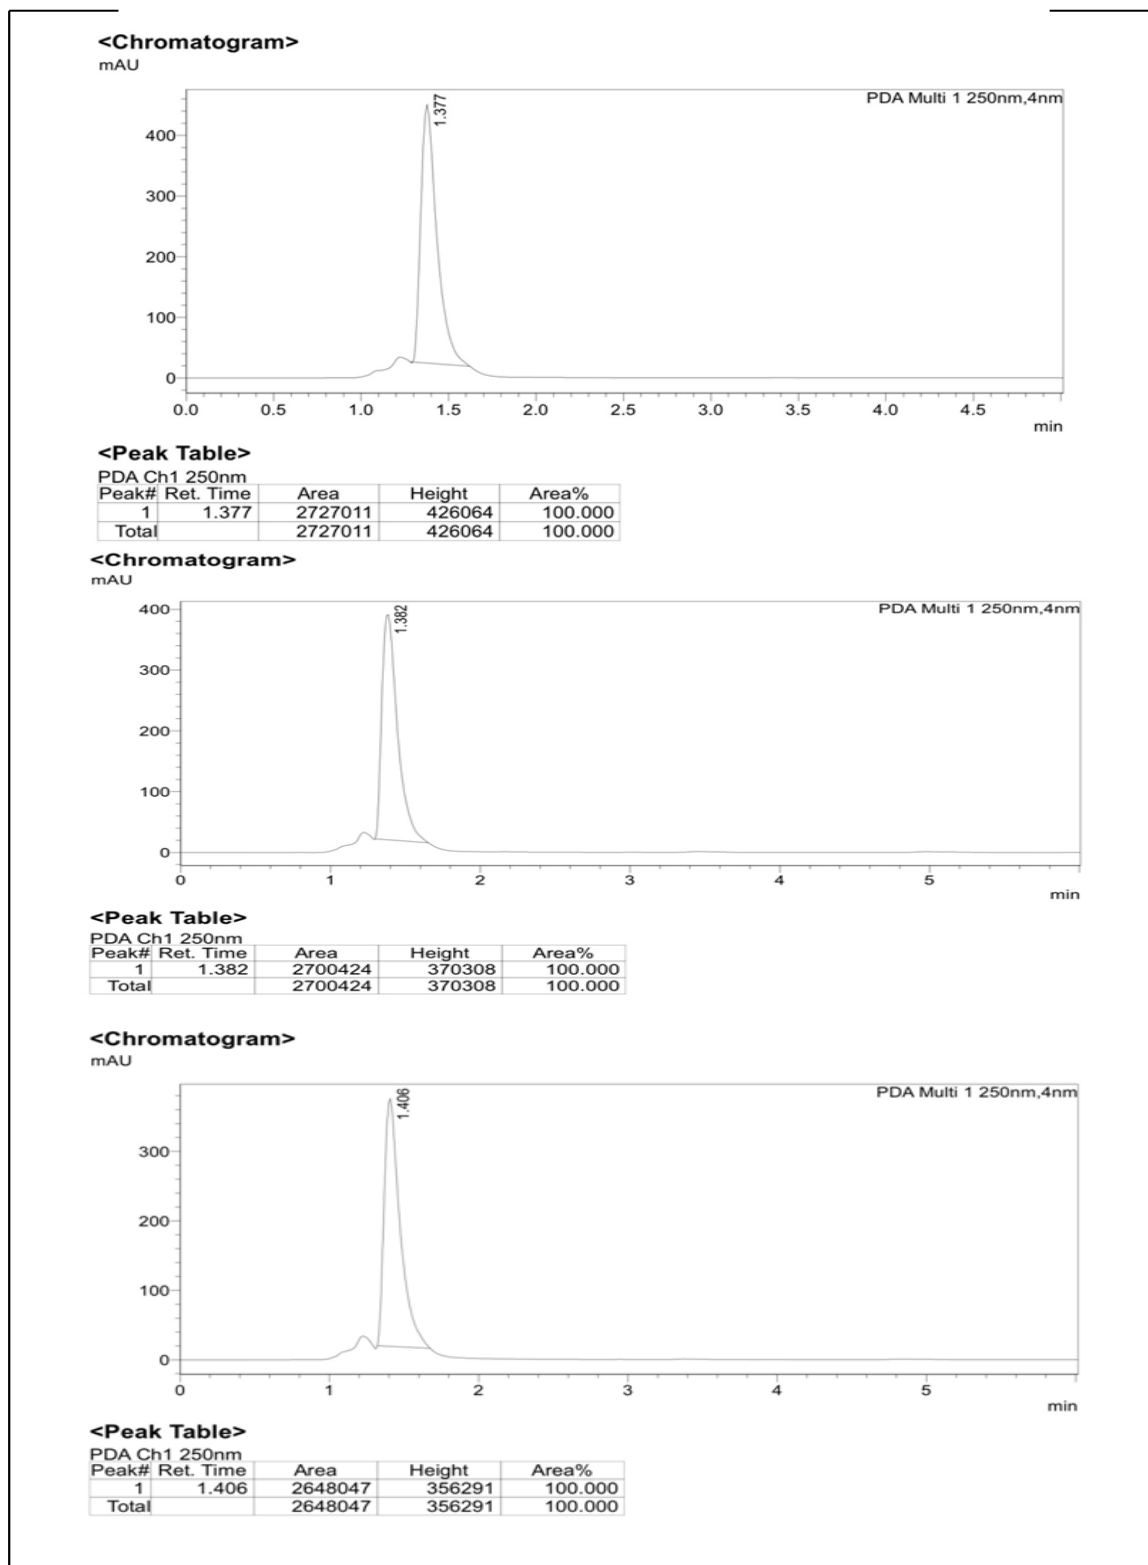 <Chromatogram>
mAU
PDA Multi 1 250nm,4nm
1.377
400
300
200
100
0
0.0 0.5 1.0 1.5 2.0 2.5 3.0 3.5 4.0 4.5
min
<Peak Table>
PDA Ch1 250nm
Peak# Ret. Time Area Height Area%
1 1.377 2727011 426064 100.000
Total 2727011 426064 100.000
<Chromatogram>
mAU
PDA Multi 1 250nm,4nm
1.382
400
300
200
100
0
0 1 2 3 4 5
min
<Peak Table>
PDA Ch1 250nm
Peak# Ret. Time Area Height Area%
1 1.382 2700424 370308 100.000
Total 2700424 370308 100.000
<Chromatogram>
mAU
PDA Multi 1 250nm,4nm
1.406
300
200
100
0
0 1 2 3 4 5
min
<Peak Table>
PDA Ch1 250nm
Peak# Ret. Time Area Height Area%
1 1.406 2648047 356291 100.000
Total 2648047 356291 100.000